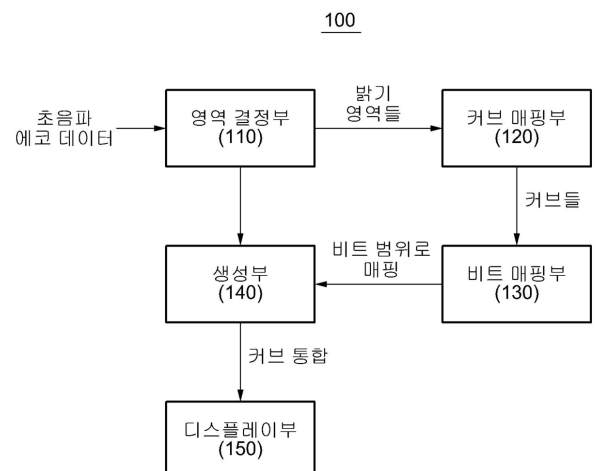 100
초음파
에코 데이터
영역 결정부
(110)
밝기
영역들
커브 매핑부
(120)
커브들
생성부
(140)
비트 범위로
매핑
비트 매핑부
(130)
커브 통합
디스플레이부
(150)